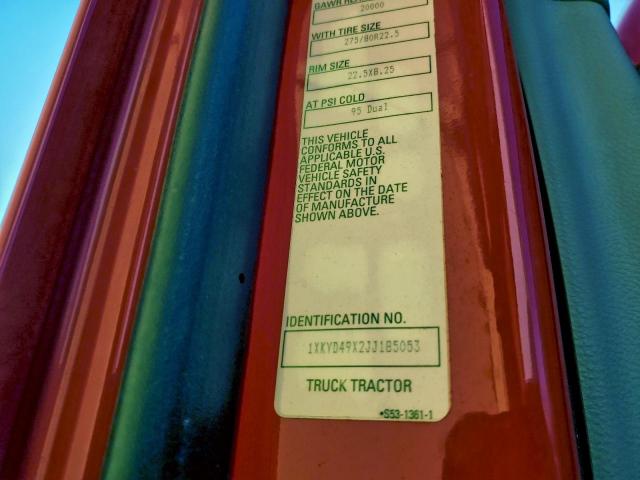 GAWR
20000
WITH TIRE SIZE
275/80R22.5
RIM SIZE
22.5X8.25
AT PSI COLD
95 Dual
THIS VEHICLE
CONFORMS TO ALL
APPLICABLE U.S.
FEDERAL MOTOR
VEHICLE SAFETY
STANDARDS IN
EFFECT ON THE DATE
OF MANUFACTURE
SHOWN ABOVE.
IDENTIFICATION NO.
1XKYD49X2JJ185053
TRUCK TRACTOR
•S53-1361-1